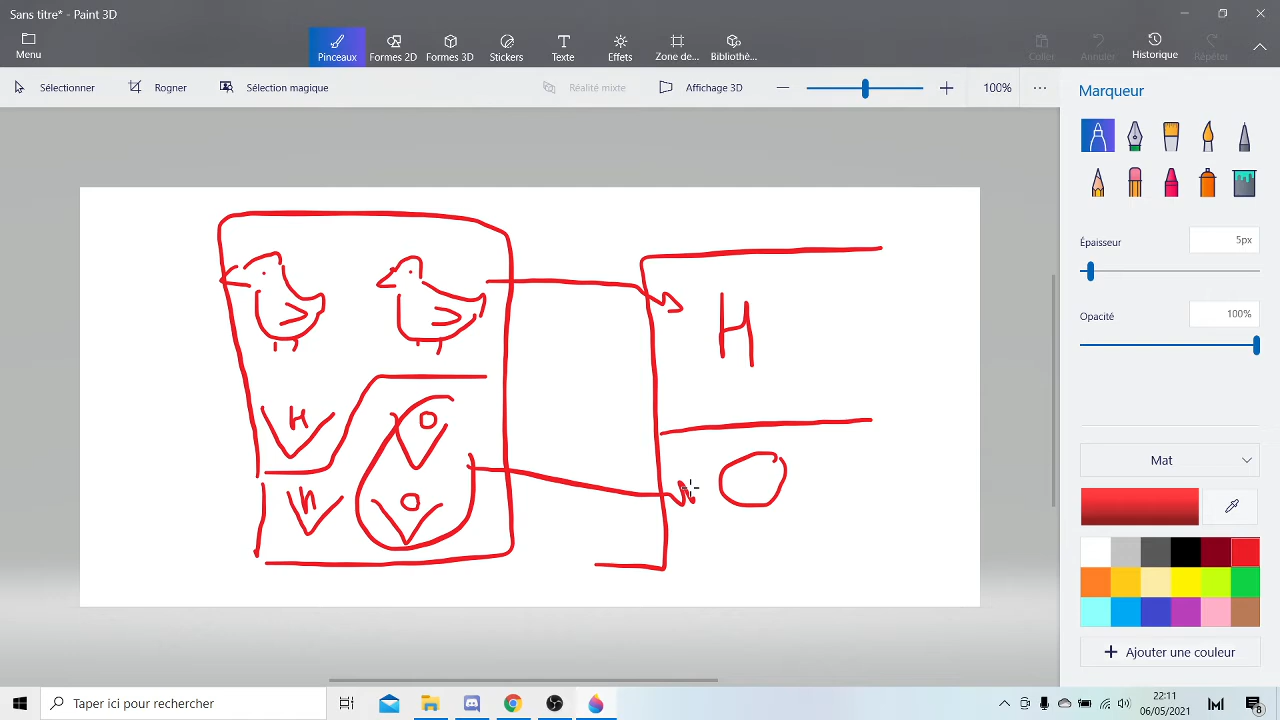 Sans titre* - Paint 3D
Menu
Pinceaux
Formes 2D
Formes 3D
Stickers
Texte
Effets
Zone de...
Bibliothè...
Coller
Annuler
Historique
Répéter
Sélectionner
Rogner
Sélection magique
Réalité mixte
Affichage 3D
100%
Marqueur
Épaisseur
5px
Opacité
100%
Mat
Ajouter une couleur
H
H
O
h
O
O
Taper ici pour rechercher
22:11
06/05/2021
8